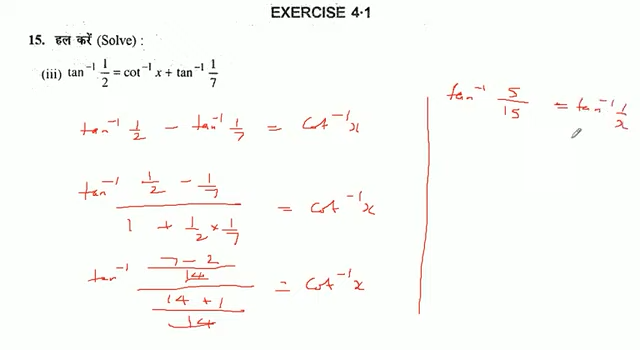 EXERCISE 4·1
15. हल करें (Solve) :
(iii) tan⁻¹ 1/2 = cot⁻¹ x + tan⁻¹ 1/7
tan⁻¹ 1/2 − tan⁻¹ 1/7 = cot⁻¹ x
tan⁻¹ (1/2 − 1/7)/(1 + 1/2 × 1/7) = cot⁻¹ x
tan⁻¹ ((7 − 2)/14)/((14 + 1)/14) = cot⁻¹ x
tan⁻¹ 5/15 = tan⁻¹ 1/x